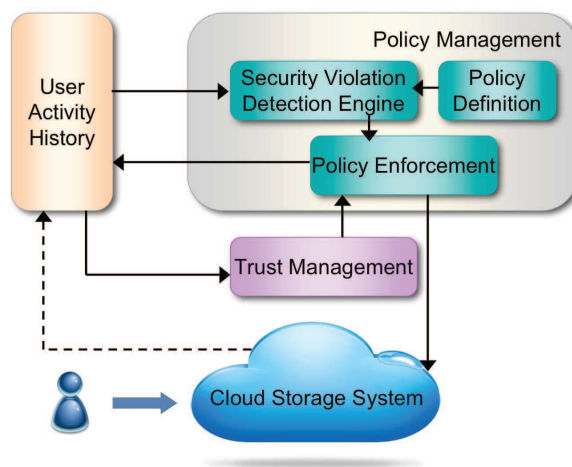 Policy Management
User
Activity
History
Security Violation
Detection Engine
Policy
Definition
Policy Enforcement
Trust Management
Cloud Storage System